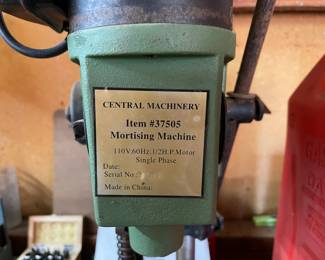 CENTRAL MACHINERY
Item #37505
Mortising Machine
110V.60Hz.1/2H.P.Motor
Single Phase
Date:
Serial No.:
Made in China.